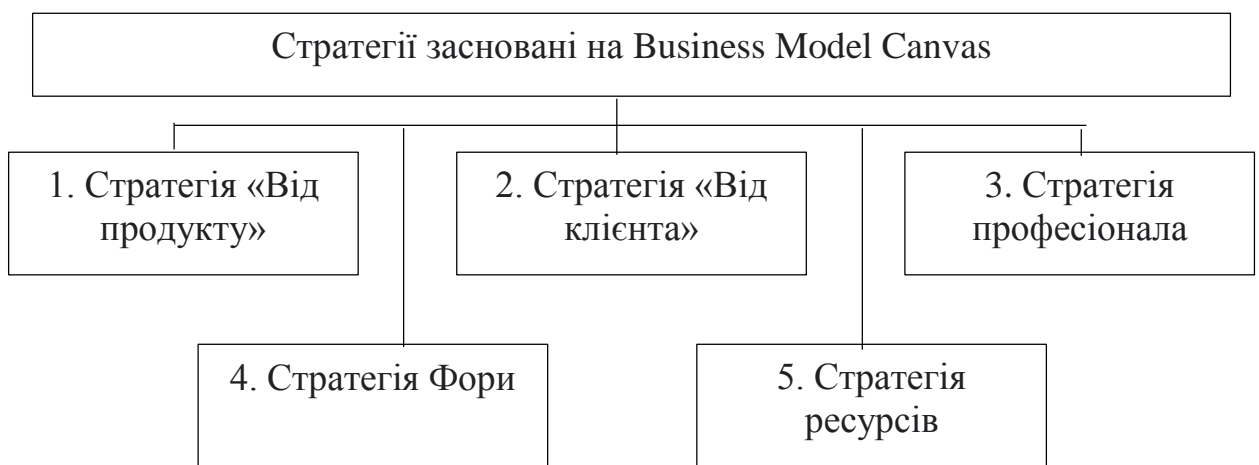 Стратегії засновані на Business Model Canvas
1. Стратегія «Від
продукту»
2. Стратегія «Від
клієнта»
3. Стратегія
професіонала
4. Стратегія Фори
5. Стратегія
ресурсів